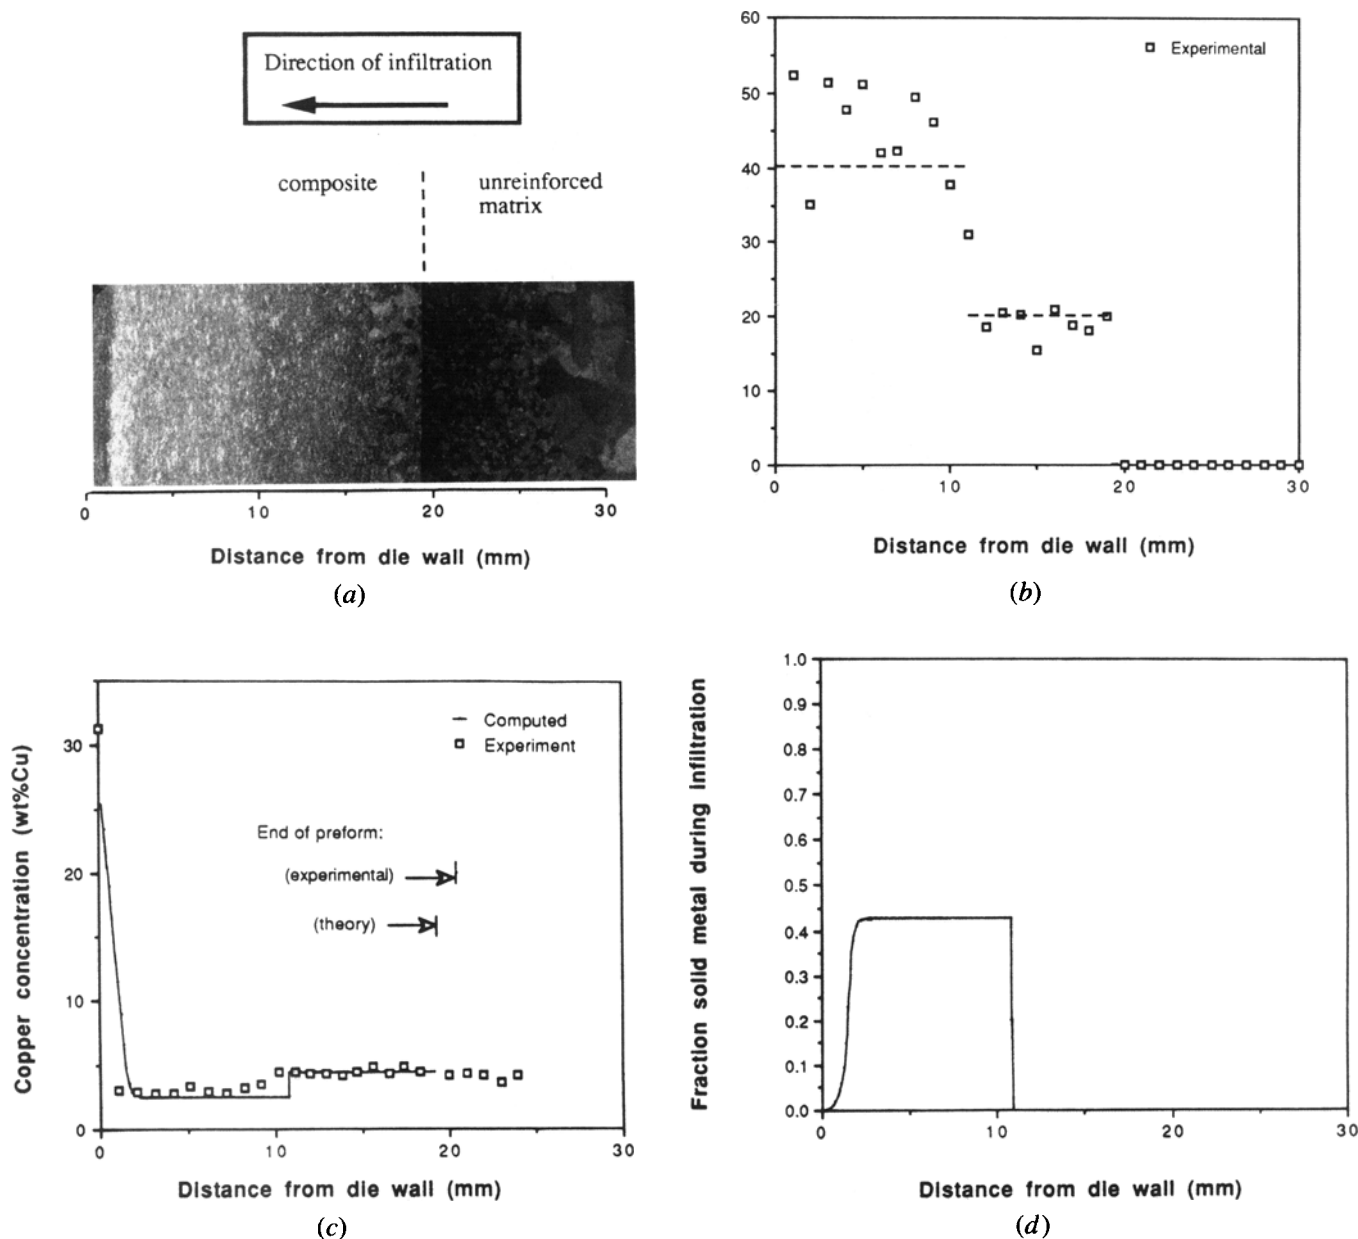 Direction of infiltration
composite
unreinforced
matrix
0 10 20 30
Distance from die wall (mm)
(a)
60
50
40
30
20
10
0
Experimental
0 10 20 30
Distance from die wall (mm)
(b)
Copper concentration (wt%Cu)
30
20
10
0
Computed
Experiment
End of preform:
(experimental)
(theory)
0 10 20 30
Distance from die wall (mm)
(c)
Fraction solid metal during infiltration
1.0
0.9
0.8
0.7
0.6
0.5
0.4
0.3
0.2
0.1
0.0
0 10 20 30
Distance from die wall (mm)
(d)